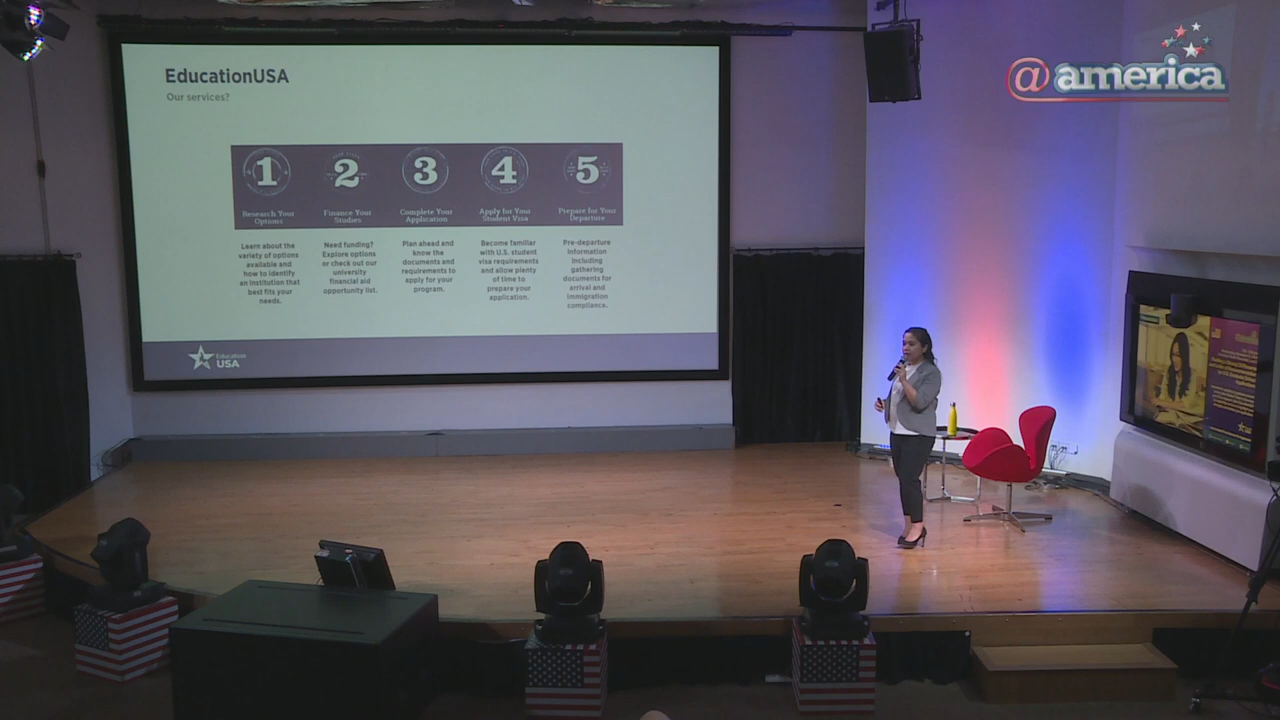 EducationUSA
Our services?
@america
1 2 3 4 5
Research Your
Options
Finance Your
Studies
Complete Your
Application
Apply for Your
Student Visa
Prepare for Your
Departure
Learn about the
variety of options
available and
how to identify
an institution that
best fits your
needs.
Need funding?
Explore options
or check out our
university
financial aid
opportunity list.
Plan ahead and
know the
documents and
requirements to
apply for your
program.
Become familiar
with U.S. student
visa requirements
and allow plenty
of time to
prepare your
application.
Pre-departure
information
including
gathering
documents for
arrival and
immigration
compliance.
Education
USA